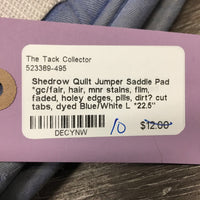 The Tack Collector
523389-495
Shedrow Quilt Jumper Saddle Pad
*gc/fair, hair, mnr stains, film,
faded, holey edges, pills, dirt? cut
tabs, dyed Blue/White L *22.5"
DECYNW
10
$12.00